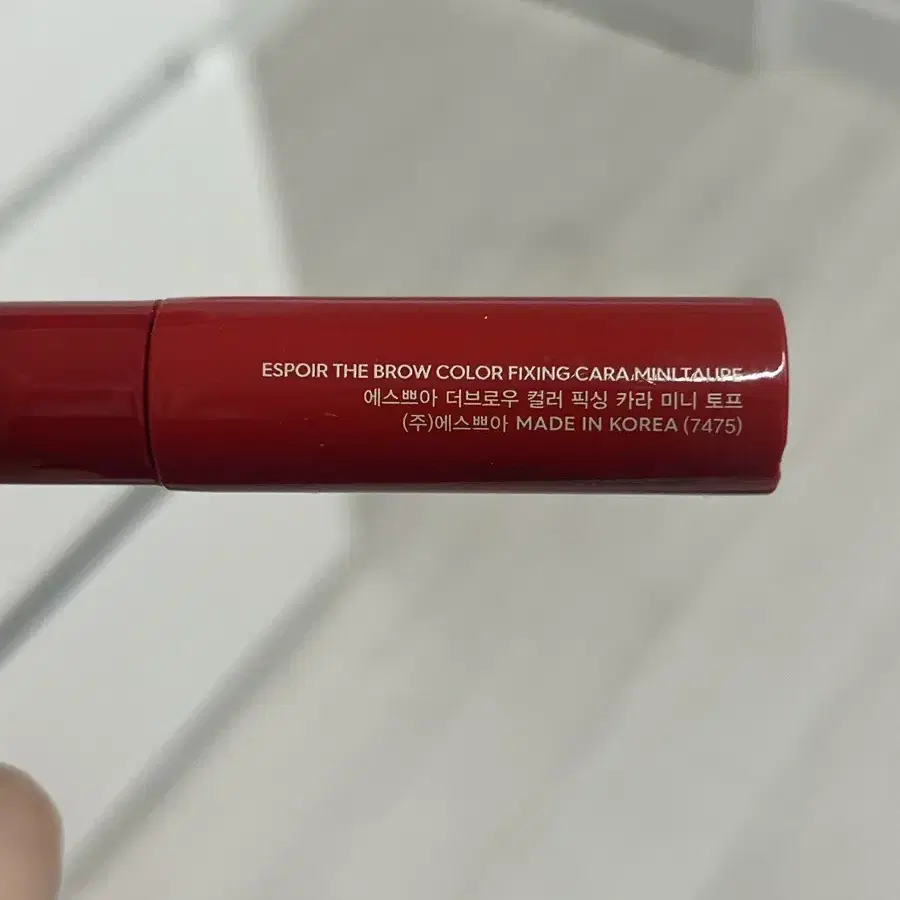 ESPOIR THE BROW COLOR FIXING CARA MINI TAUPE
에스쁘아 더브로우 컬러 픽싱 카라 미니 토프
(주)에스쁘아 MADE IN KOREA (7475)